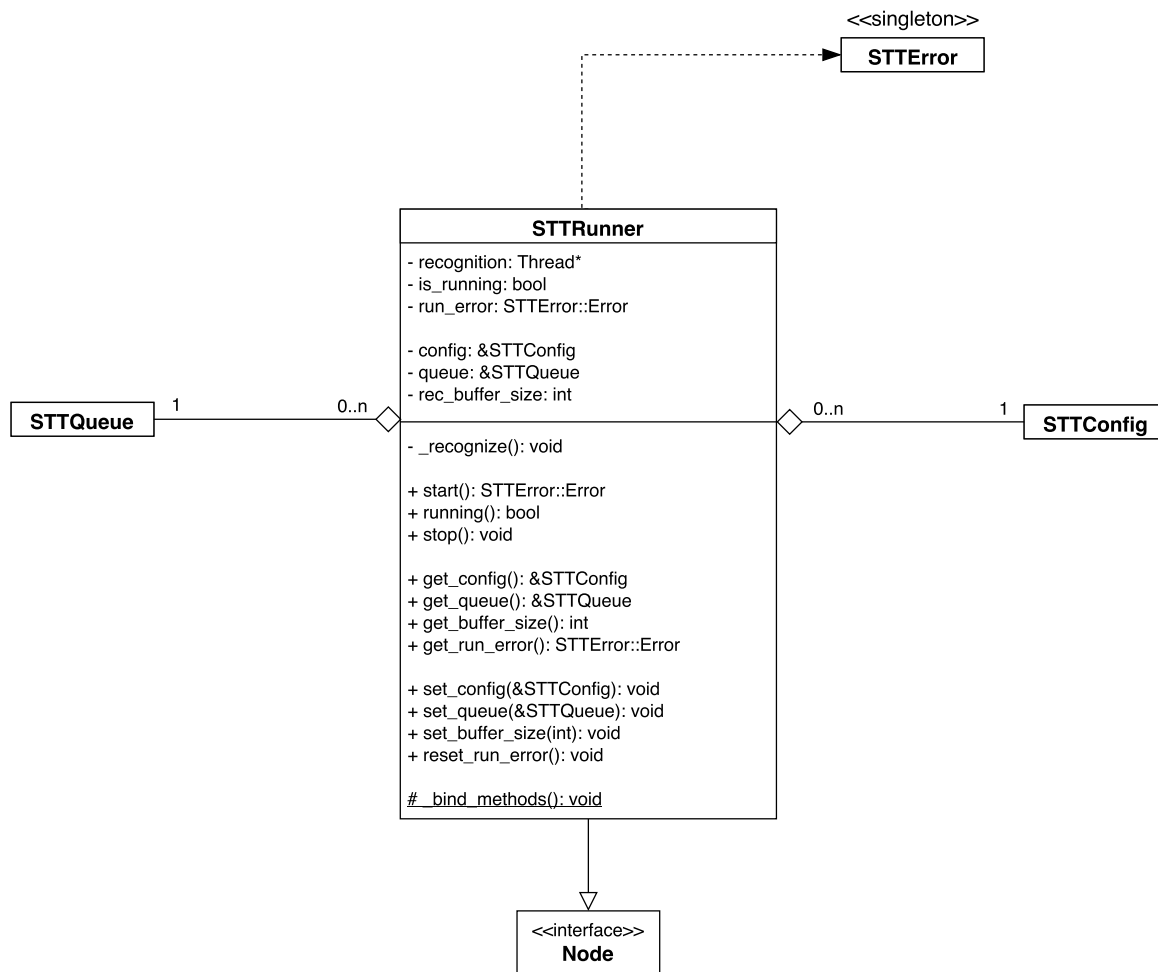 <<singleton>>
STTError
STTRunner
- recognition: Thread*
- is_running: bool
- run_error: STTError::Error
- config: &STTConfig
- queue: &STTQueue
- rec_buffer_size: int
STTQueue
1
0..n
0..n
1
STTConfig
- _recognize(): void
+ start(): STTError::Error
+ running(): bool
+ stop(): void
+ get_config(): &STTConfig
+ get_queue(): &STTQueue
+ get_buffer_size(): int
+ get_run_error(): STTError::Error
+ set_config(&STTConfig): void
+ set_queue(&STTQueue): void
+ set_buffer_size(int): void
+ reset_run_error(): void
# _bind_methods(): void
<<interface>>
Node